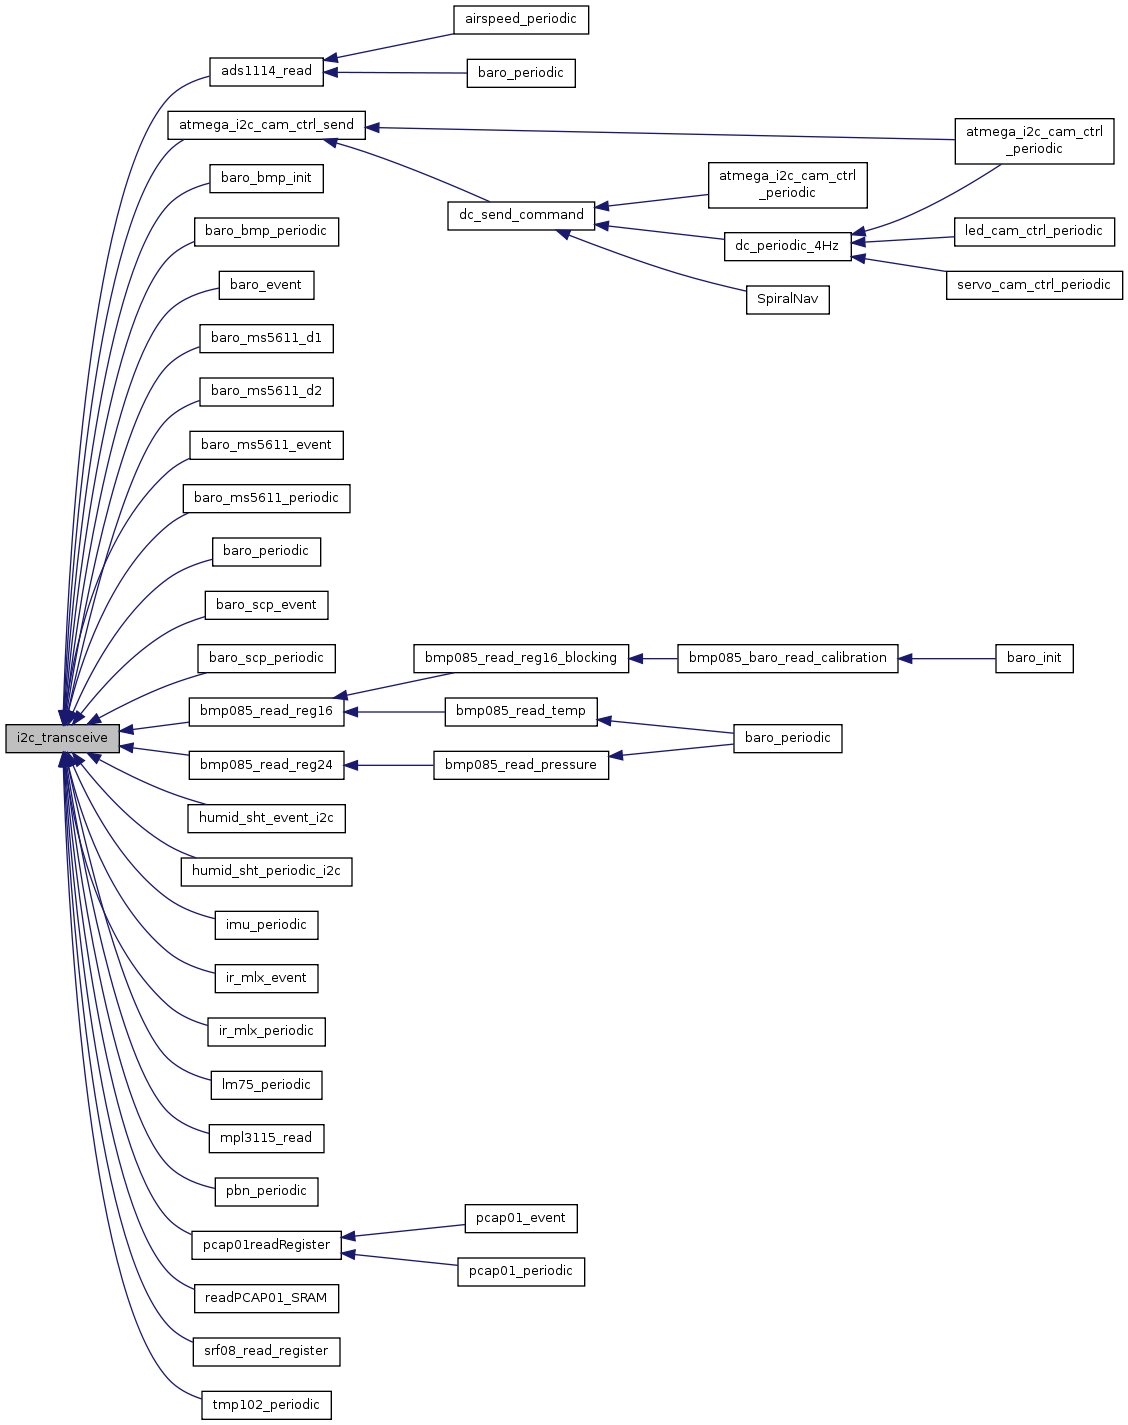 airspeed_periodic
ads1114_read
baro_periodic
atmega_i2c_cam_ctrl_send
atmega_i2c_cam_ctrl
_periodic
baro_bmp_init
atmega_i2c_cam_ctrl
_periodic
dc_send_command
baro_bmp_periodic
dc_periodic_4Hz
led_cam_ctrl_periodic
baro_event
servo_cam_ctrl_periodic
SpiralNav
baro_ms5611_d1
baro_ms5611_d2
baro_ms5611_event
baro_ms5611_periodic
baro_periodic
baro_scp_event
baro_scp_periodic
bmp085_read_reg16_blocking
bmp085_baro_read_calibration
baro_init
bmp085_read_reg16
bmp085_read_temp
i2c_transceive
baro_periodic
bmp085_read_reg24
bmp085_read_pressure
humid_sht_event_i2c
humid_sht_periodic_i2c
imu_periodic
ir_mlx_event
ir_mlx_periodic
lm75_periodic
mpl3115_read
pbn_periodic
pcap01_event
pcap01readRegister
pcap01_periodic
readPCAP01_SRAM
srf08_read_register
tmp102_periodic